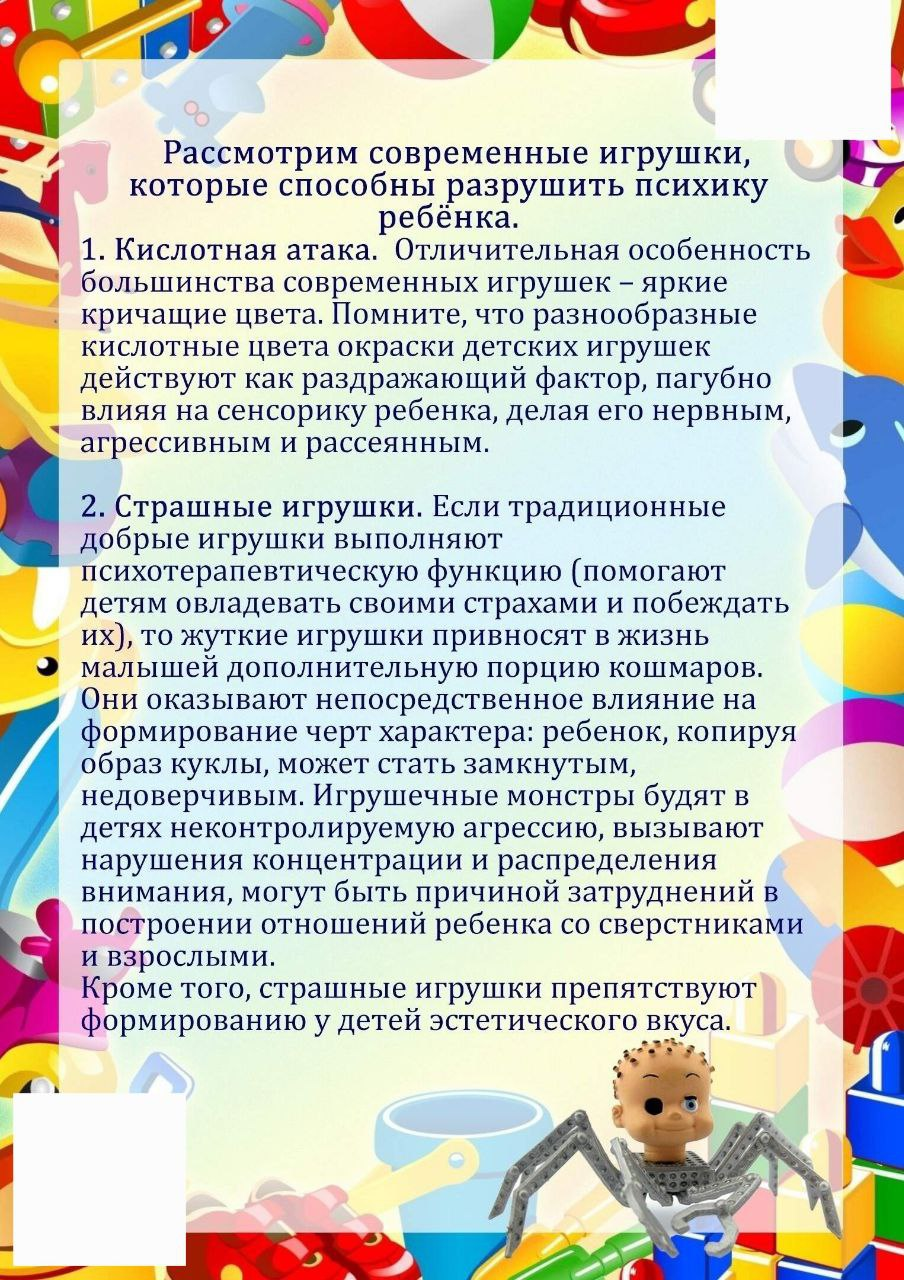 Рассмотрим современные игрушки,
которые способны разрушить психику
ребёнка.
1. Кислотная атака. Отличительная особенность
большинства современных игрушек – яркие
кричащие цвета. Помните, что разнообразные
кислотные цвета окраски детских игрушек
действуют как раздражающий фактор, пагубно
влияя на сенсорику ребенка, делая его нервным,
агрессивным и рассеянным.
2. Страшные игрушки. Если традиционные
добрые игрушки выполняют
психотерапевтическую функцию (помогают
детям овладевать своими страхами и побеждать
их), то жуткие игрушки привносят в жизнь
малышей дополнительную порцию кошмаров.
Они оказывают непосредственное влияние на
формирование черт характера: ребенок, копируя
образ куклы, может стать замкнутым,
недоверчивым. Игрушечные монстры будят в
детях неконтролируемую агрессию, вызывают
нарушения концентрации и распределения
внимания, могут быть причиной затруднений в
построении отношений ребенка со сверстниками
и взрослыми.
Кроме того, страшные игрушки препятствуют
формированию у детей эстетического вкуса.